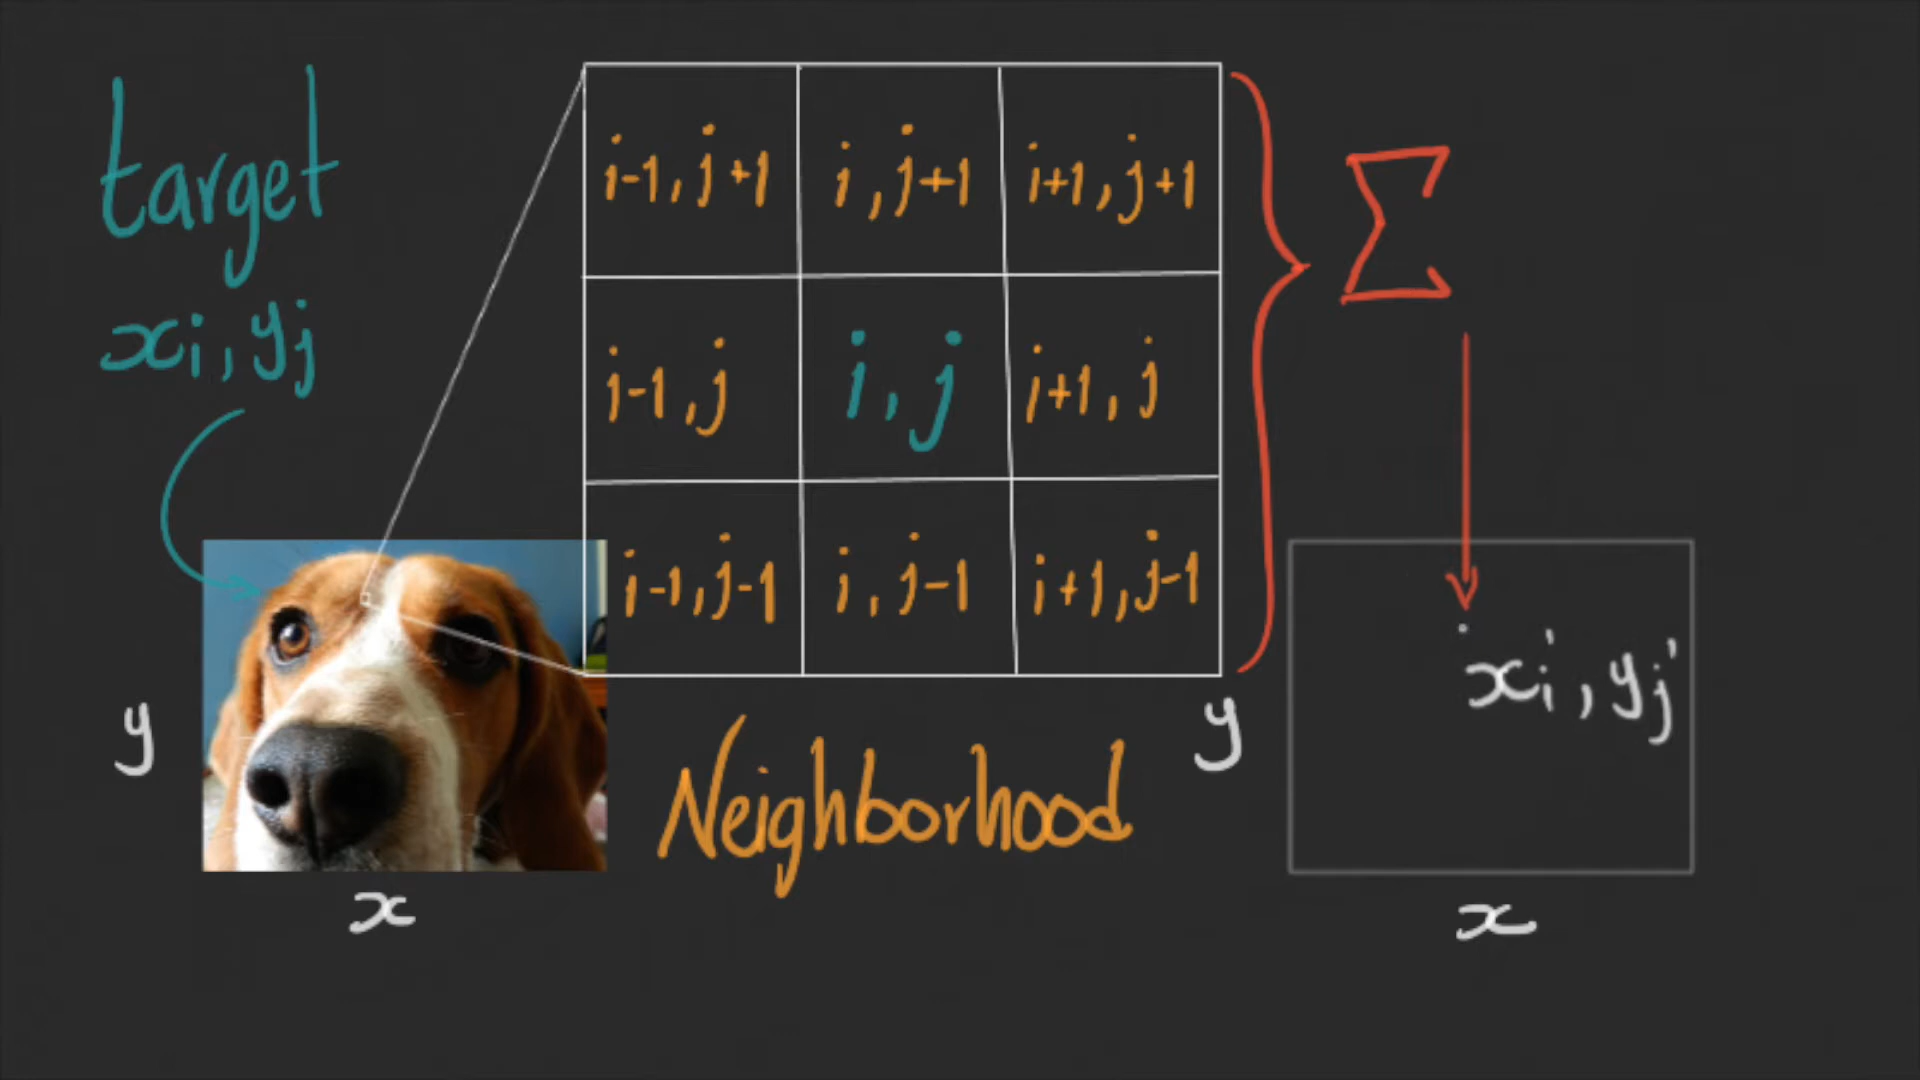 target
xi, yj
i-1, j+1
i, j+1
i+1, j+1
i-1, j
i, j
i+1, j
i-1, j-1
i, j-1
i+1, j-1
Σ
xi', yj'
y
x
Neighborhood
y
x